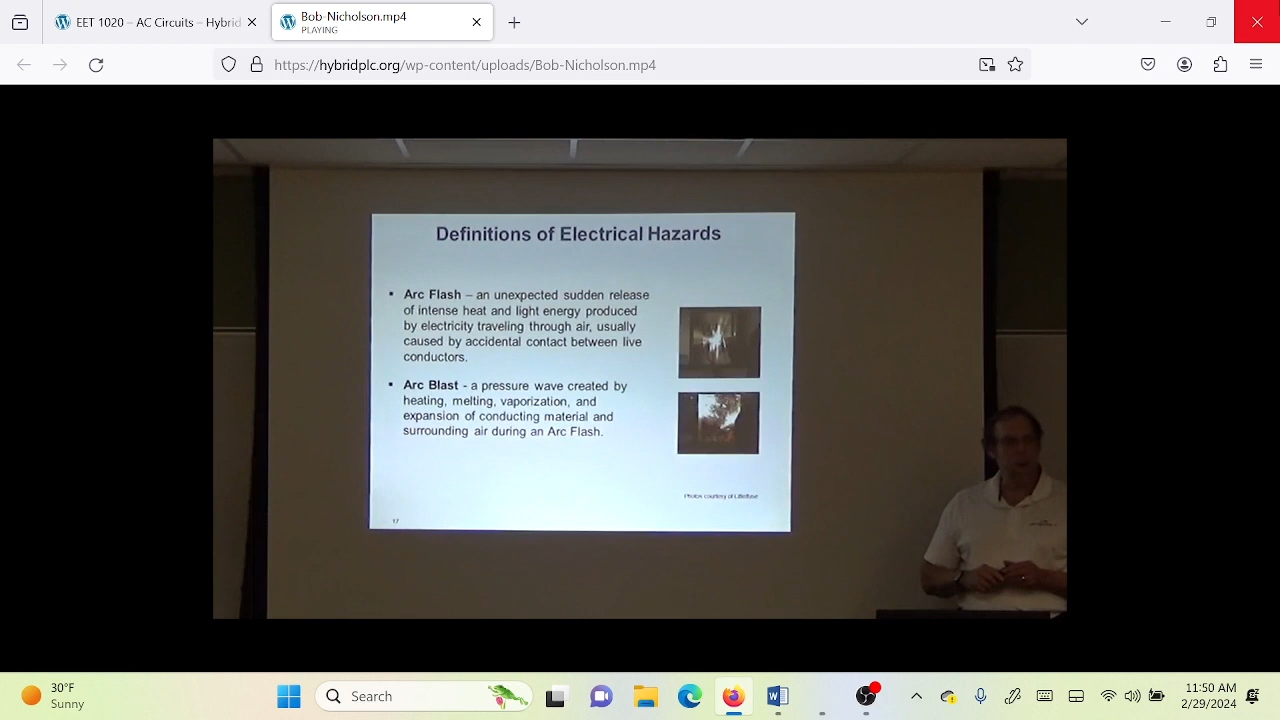 EET 1020 – AC Circuits – Hybrid
Bob-Nicholson.mp4
PLAYING
https://hybridplc.org/wp-content/uploads/Bob-Nicholson.mp4
Definitions of Electrical Hazards
▪ Arc Flash – an unexpected sudden release
of intense heat and light energy produced
by electricity traveling through air, usually
caused by accidental contact between live
conductors.
▪ Arc Blast - a pressure wave created by
heating, melting, vaporization, and
expansion of conducting material and
surrounding air during an Arc Flash.
Photos courtesy of Littelfuse
17
30°F
Sunny
Search
11:50 AM
2/29/2024